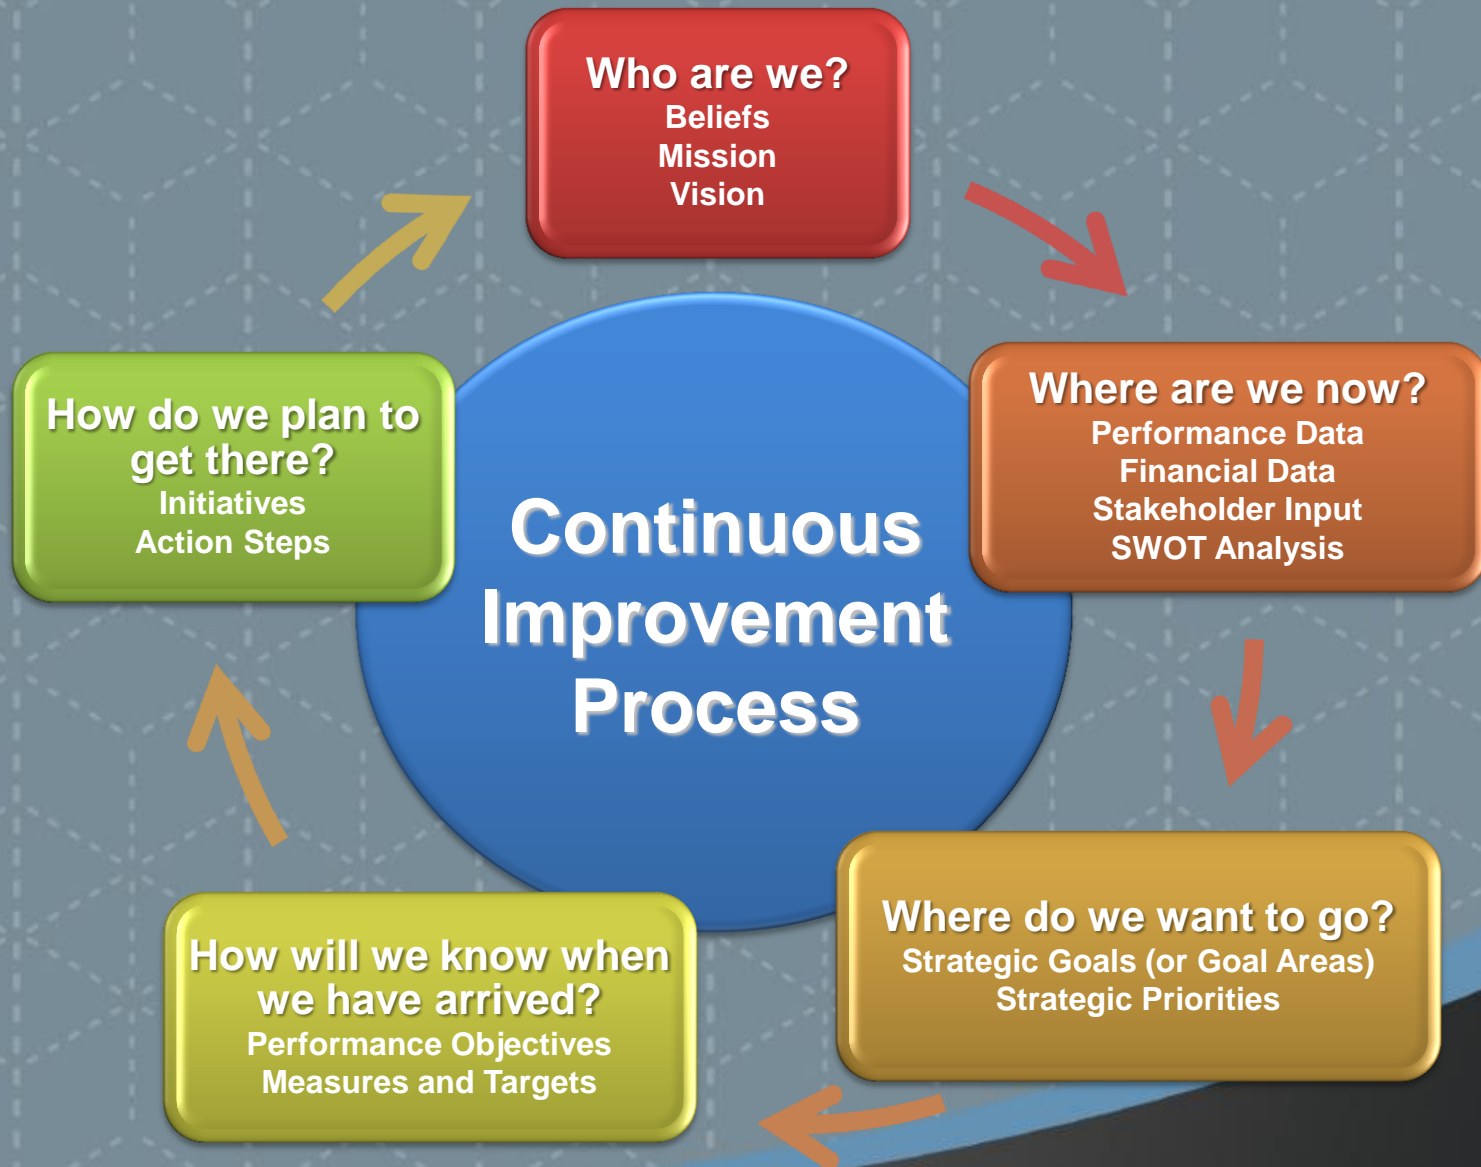 Who are we?
Beliefs
Mission
Vision
Where are we now?
Performance Data
Financial Data
Stakeholder Input
SWOT Analysis
Where do we want to go?
Strategic Goals (or Goal Areas)
Strategic Priorities
How will we know when
we have arrived?
Performance Objectives
Measures and Targets
How do we plan to
get there?
Initiatives
Action Steps
Continuous
Improvement
Process